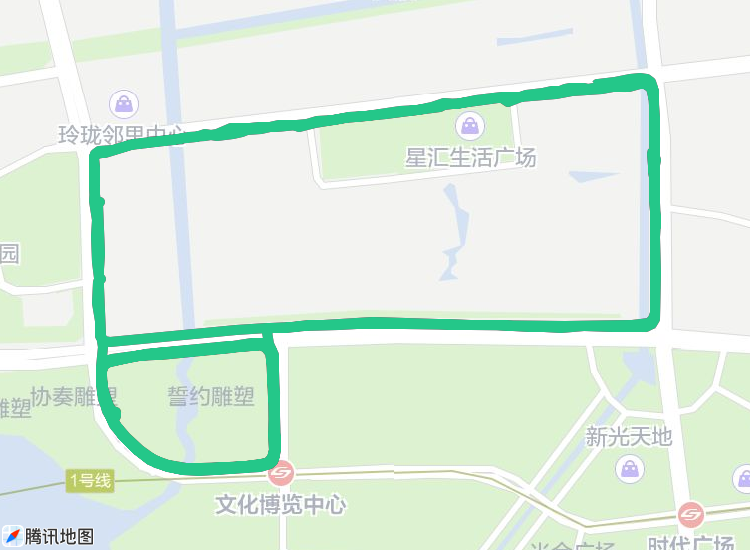 玲珑邻里中心
星汇生活广场
园
协奏雕塑
誓约雕塑
雕塑
新光天地
1号线
文化博览中心
时代广场
腾讯地图